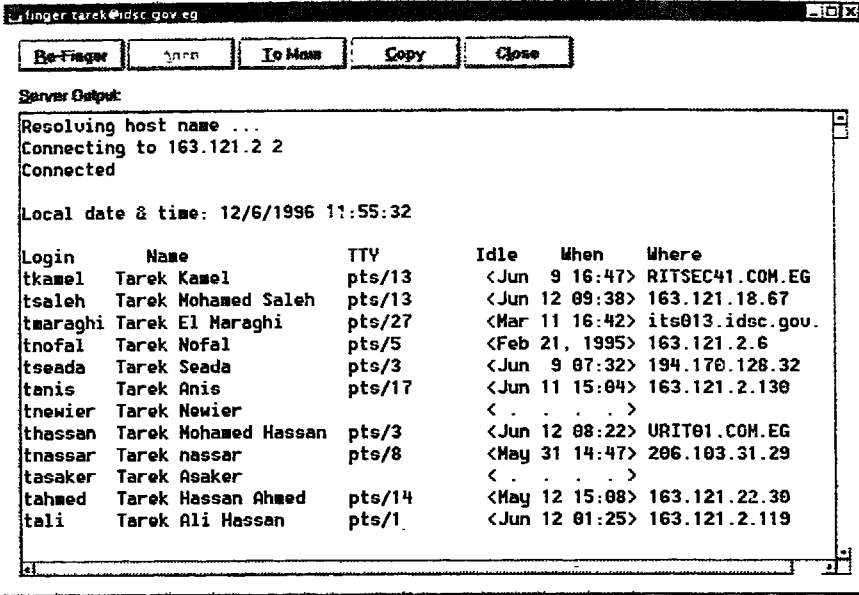 finger tarek@idsc.gov.eg
Re-Finger To Main Copy Close
Server Output:
Resolving host name ...
Connecting to 163.121.2 2
Connected
Local date & time: 12/6/1996 11:55:32
Login Name TTY Idle When Where
tkamel Tarek Kamel pts/13 <Jun 9 16:47> RITSEC41.COM.EG
tsaleh Tarek Mohamed Saleh pts/13 <Jun 12 09:38> 163.121.18.67
tmaraghi Tarek El Maraghi pts/27 <Mar 11 16:42> its013.idsc.gov.
tnofal Tarek Nofal pts/5 <Feb 21, 1995> 163.121.2.6
tseada Tarek Seada pts/3 <Jun 9 07:32> 194.170.128.32
tanis Tarek Anis pts/17 <Jun 11 15:04> 163.121.2.130
tnewier Tarek Newier < . . . . >
thassan Tarek Mohamed Hassan pts/3 <Jun 12 08:22> URIT01.COM.EG
tnassar Tarek nassar pts/8 <May 31 14:47> 206.103.31.29
tasaker Tarek Asaker < . . . . >
tahmed Tarek Hassan Ahmed pts/14 <May 12 15:08> 163.121.22.30
tali Tarek Ali Hassan pts/1 <Jun 12 01:25> 163.121.2.119